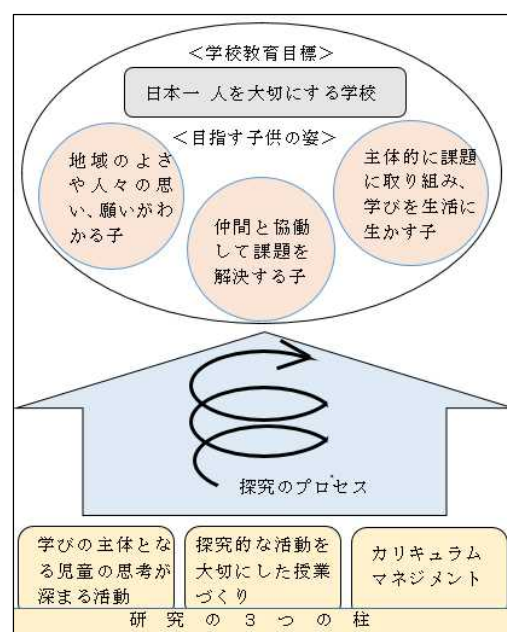 ＜学校教育目標＞
日本一 人を大切にする学校
＜目指す子供の姿＞
地域のよさ
や人々の思
い、願いがわ
かる子
仲間と協働
して課題を
解決する子
主体的に課題
に取り組み、
学びを生活に
生かす子
探究のプロセス
学びの主体とな
る児童の思考が
深まる活動
探究的な活動を
大切にした授業
づくり
カリキュラム
マネジメント
研究の３つの柱